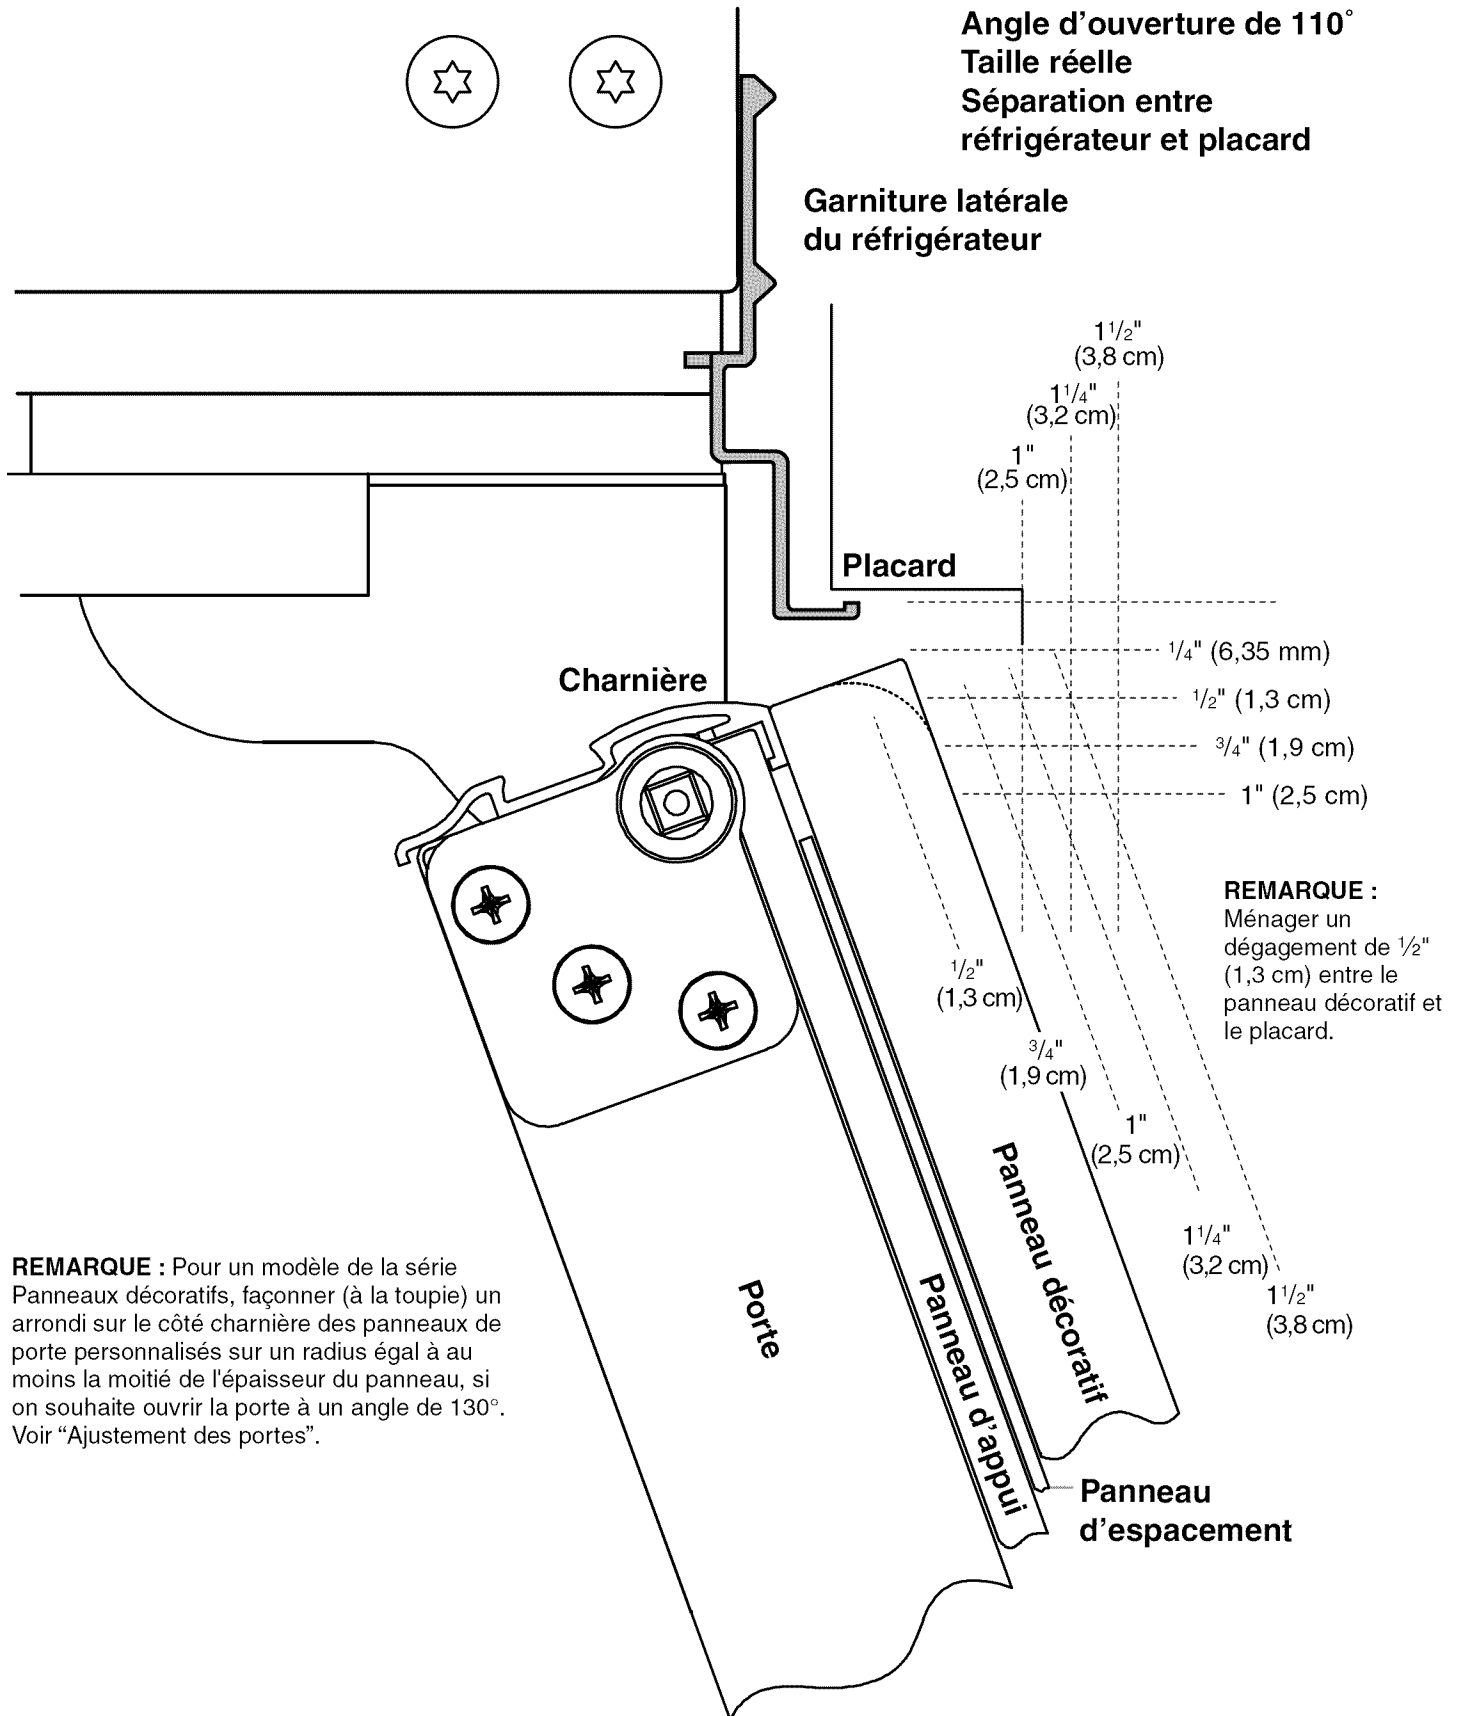 Angle d’ouverture de 110°
Taille réelle
Séparation entre
réfrigérateur et placard
Garniture latérale
du réfrigérateur
1 1/2"
(3,8 cm)
1 1/4"
(3,2 cm)
1"
(2,5 cm)
Placard
1/4" (6,35 mm)
Charnière
1/2" (1,3 cm)
3/4" (1,9 cm)
1" (2,5 cm)
REMARQUE :
Ménager un
dégagement de ½"
(1,3 cm) entre le
panneau décoratif et
le placard.
1/2"
(1,3 cm)
3/4"
(1,9 cm)
1"
(2,5 cm)
1 1/4"
(3,2 cm)
1 1/2"
(3,8 cm)
Panneau décoratif
Panneau d’appui
Porte
REMARQUE : Pour un modèle de la série
Panneaux décoratifs, façonner (à la toupie) un
arrondi sur le côté charnière des panneaux de
porte personnalisés sur un radius égal à au
moins la moitié de l'épaisseur du panneau, si
on souhaite ouvrir la porte à un angle de 130°.
Voir “Ajustement des portes”.
Panneau
d’espacement